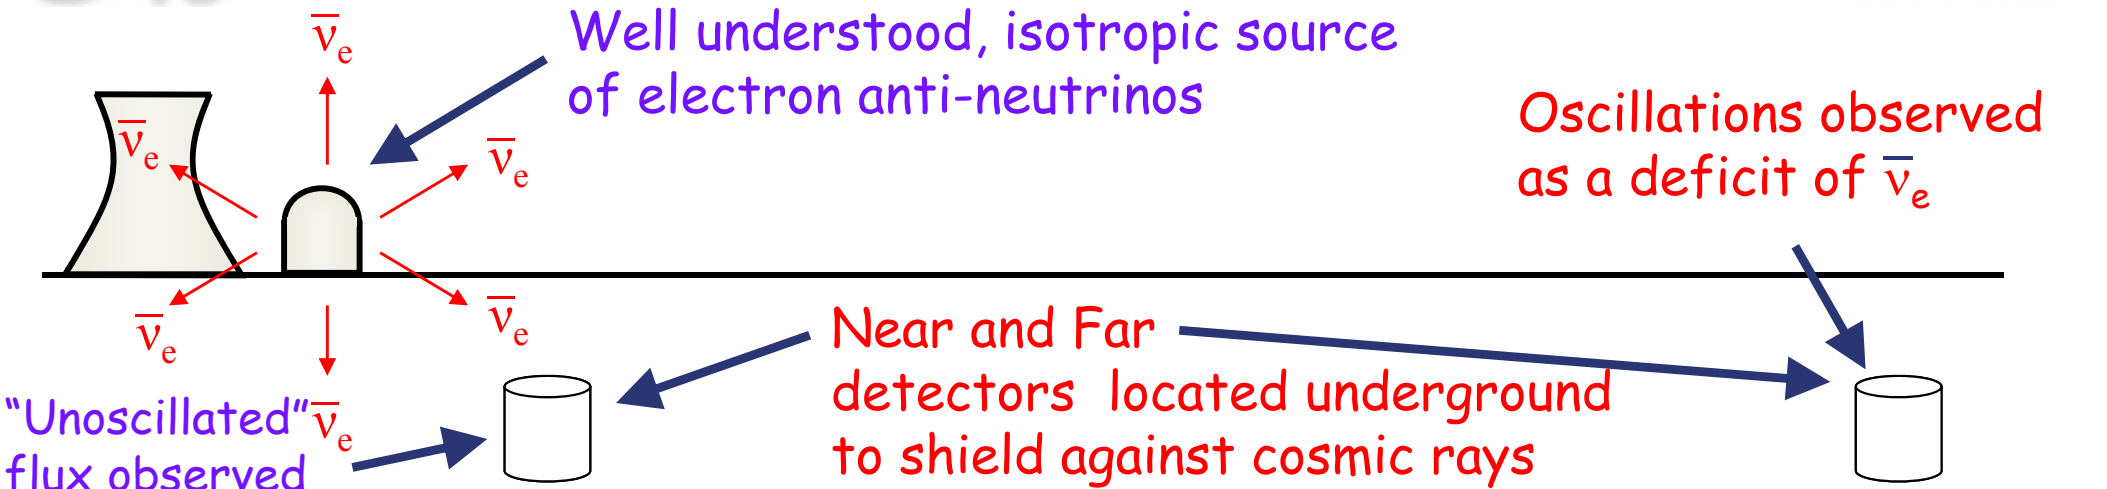 ν̅e
Well understood, isotropic source
of electron anti-neutrinos
ν̅e
ν̅e
Oscillations observed
as a deficit of ν̅e
ν̅e
ν̅e
Near and Far
detectors located underground
to shield against cosmic rays
"Unoscillated"
flux observed
ν̅e